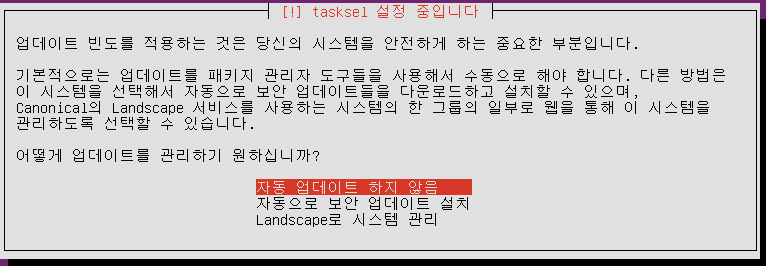 [!] tasksel 설정 중입니다
업데이트 빈도를 적용하는 것은 당신의 시스템을 안전하게 하는 중요한 부분입니다.
기본적으로는 업데이트를 패키지 관리자 도구들을 사용해서 수동으로 해야 합니다. 다른 방법은
이 시스템을 선택해서 자동으로 보안 업데이트들을 다운로드하고 설치할 수 있으며,
Canonical의 Landscape 서비스를 사용하는 시스템의 한 그룹의 일부로 웹을 통해 이 시스템을
관리하도록 선택할 수 있습니다.
어떻게 업데이트를 관리하기 원하십니까?
자동 업데이트 하지 않음
자동으로 보안 업데이트 설치
Landscape로 시스템 관리